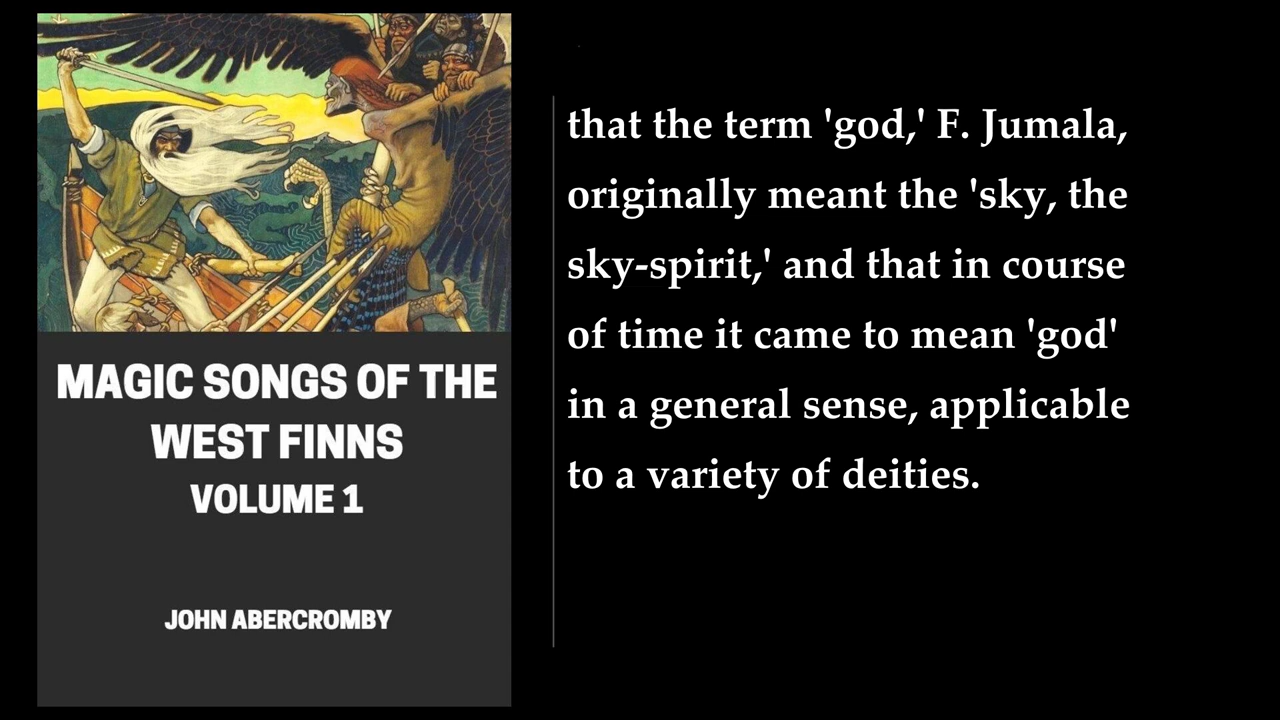 MAGIC SONGS OF THE
WEST FINNS
VOLUME 1
JOHN ABERCROMBY
that the term 'god,' F. Jumala,
originally meant the 'sky, the
sky-spirit,' and that in course
of time it came to mean 'god'
in a general sense, applicable
to a variety of deities.